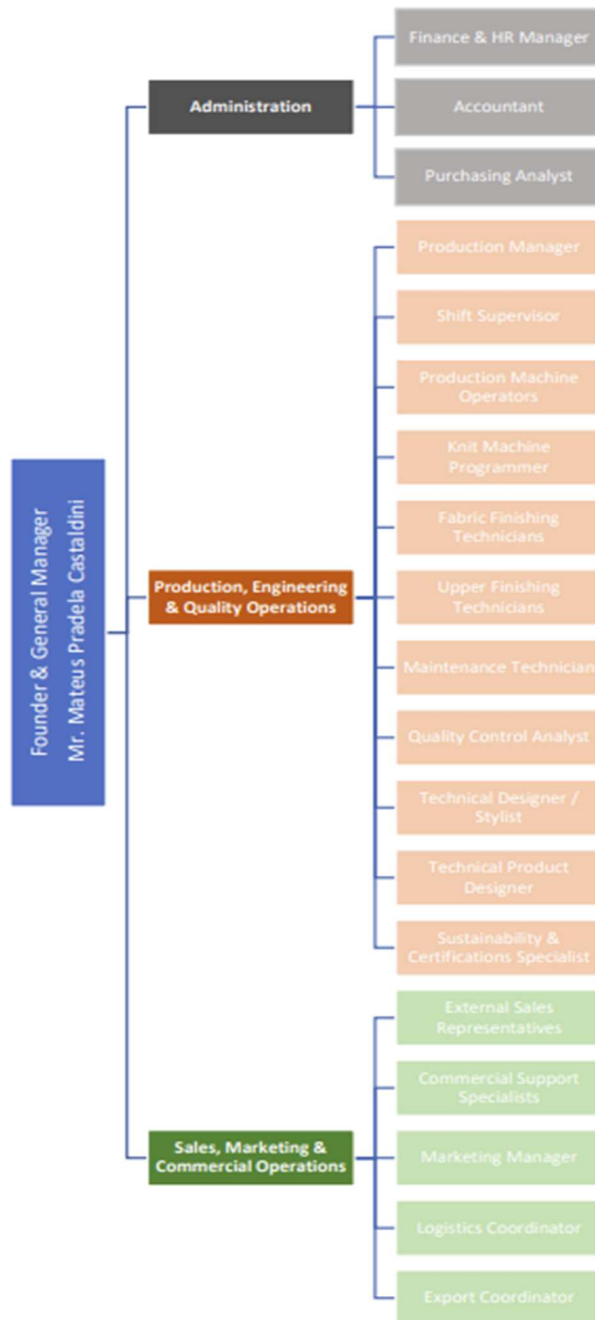 Founder & General Manager
Mr. Mateus Pradela Castaldini
Administration
Finance & HR Manager
Accountant
Purchasing Analyst
Production, Engineering
& Quality Operations
Production Manager
Shift Supervisor
Production Machine
Operators
Knit Machine
Programmer
Fabric Finishing
Technicians
Upper Finishing
Technicians
Maintenance Technician
Quality Control Analyst
Technical Designer /
Stylist
Technical Product
Designer
Sustainability &
Certifications Specialist
Sales, Marketing &
Commercial Operations
External Sales
Representatives
Commercial Support
Specialists
Marketing Manager
Logistics Coordinator
Export Coordinator